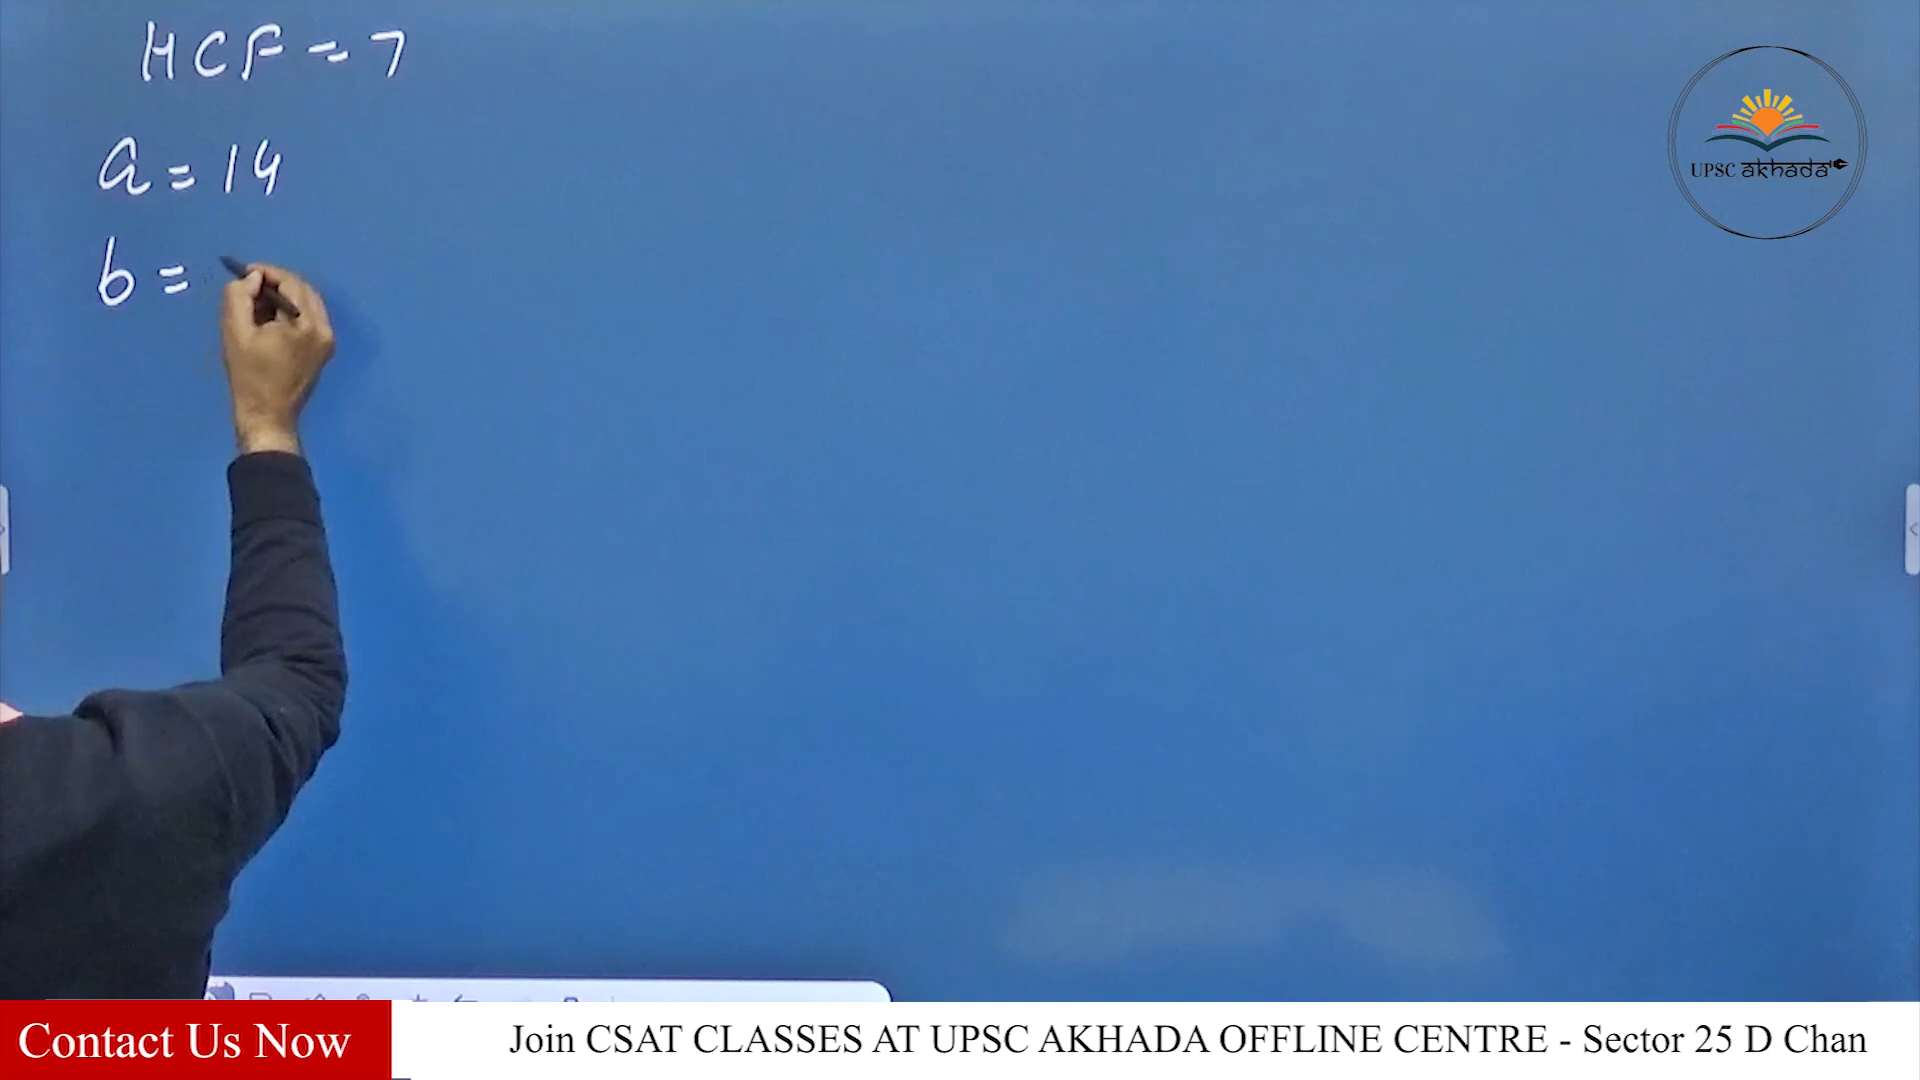 HCF = 7
a = 14
b =
UPSC akhada
Contact Us Now
Join CSAT CLASSES AT UPSC AKHADA OFFLINE CENTRE - Sector 25 D Chan